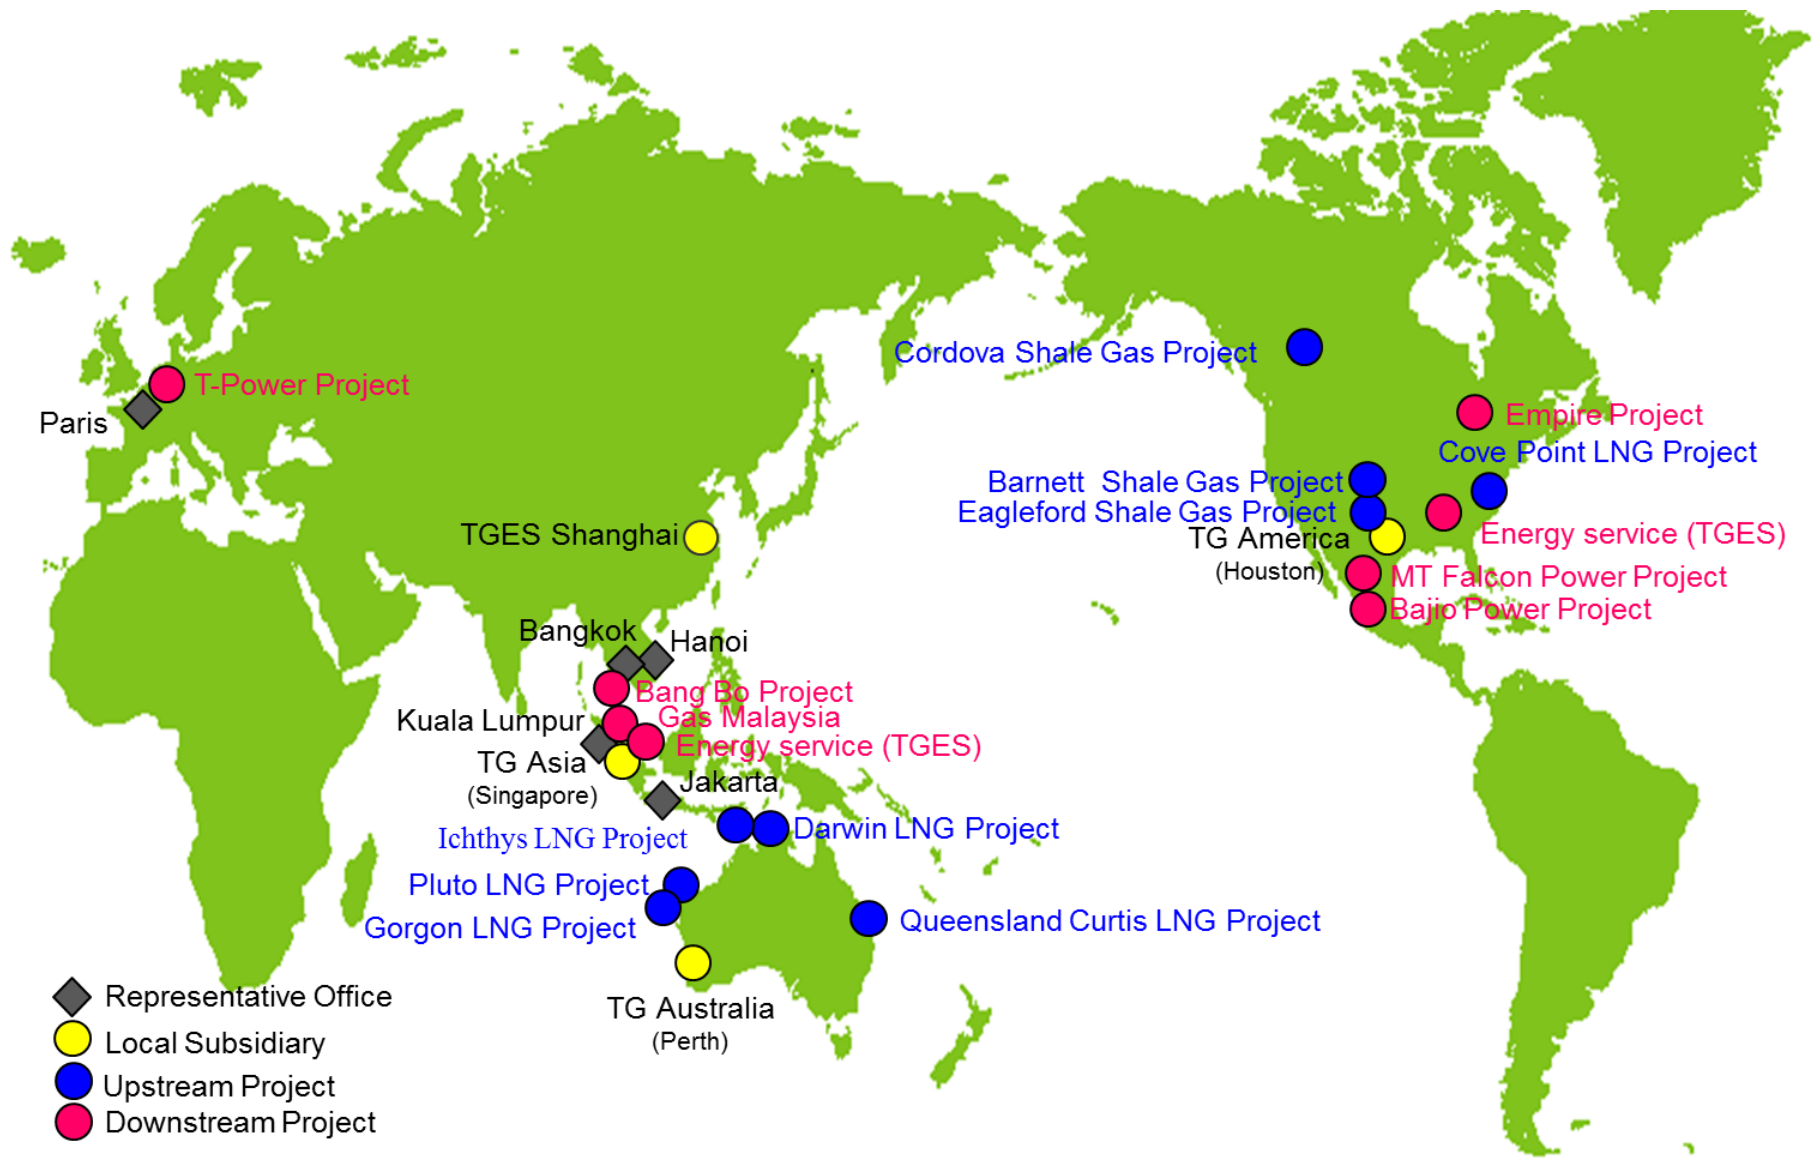 Cordova Shale Gas Project
T-Power Project
Paris
Empire Project
Cove Point LNG Project
Barnett Shale Gas Project
Eagleford Shale Gas Project
TGES Shanghai
TG America
(Houston)
Energy service (TGES)
MT Falcon Power Project
Bajio Power Project
Bangkok
Hanoi
Bang Bo Project
Kuala Lumpur
Gas Malaysia
Energy service (TGES)
TG Asia
(Singapore)
Jakarta
Ichthys LNG Project
Darwin LNG Project
Pluto LNG Project
Gorgon LNG Project
Queensland Curtis LNG Project
TG Australia
(Perth)
Representative Office
Local Subsidiary
Upstream Project
Downstream Project